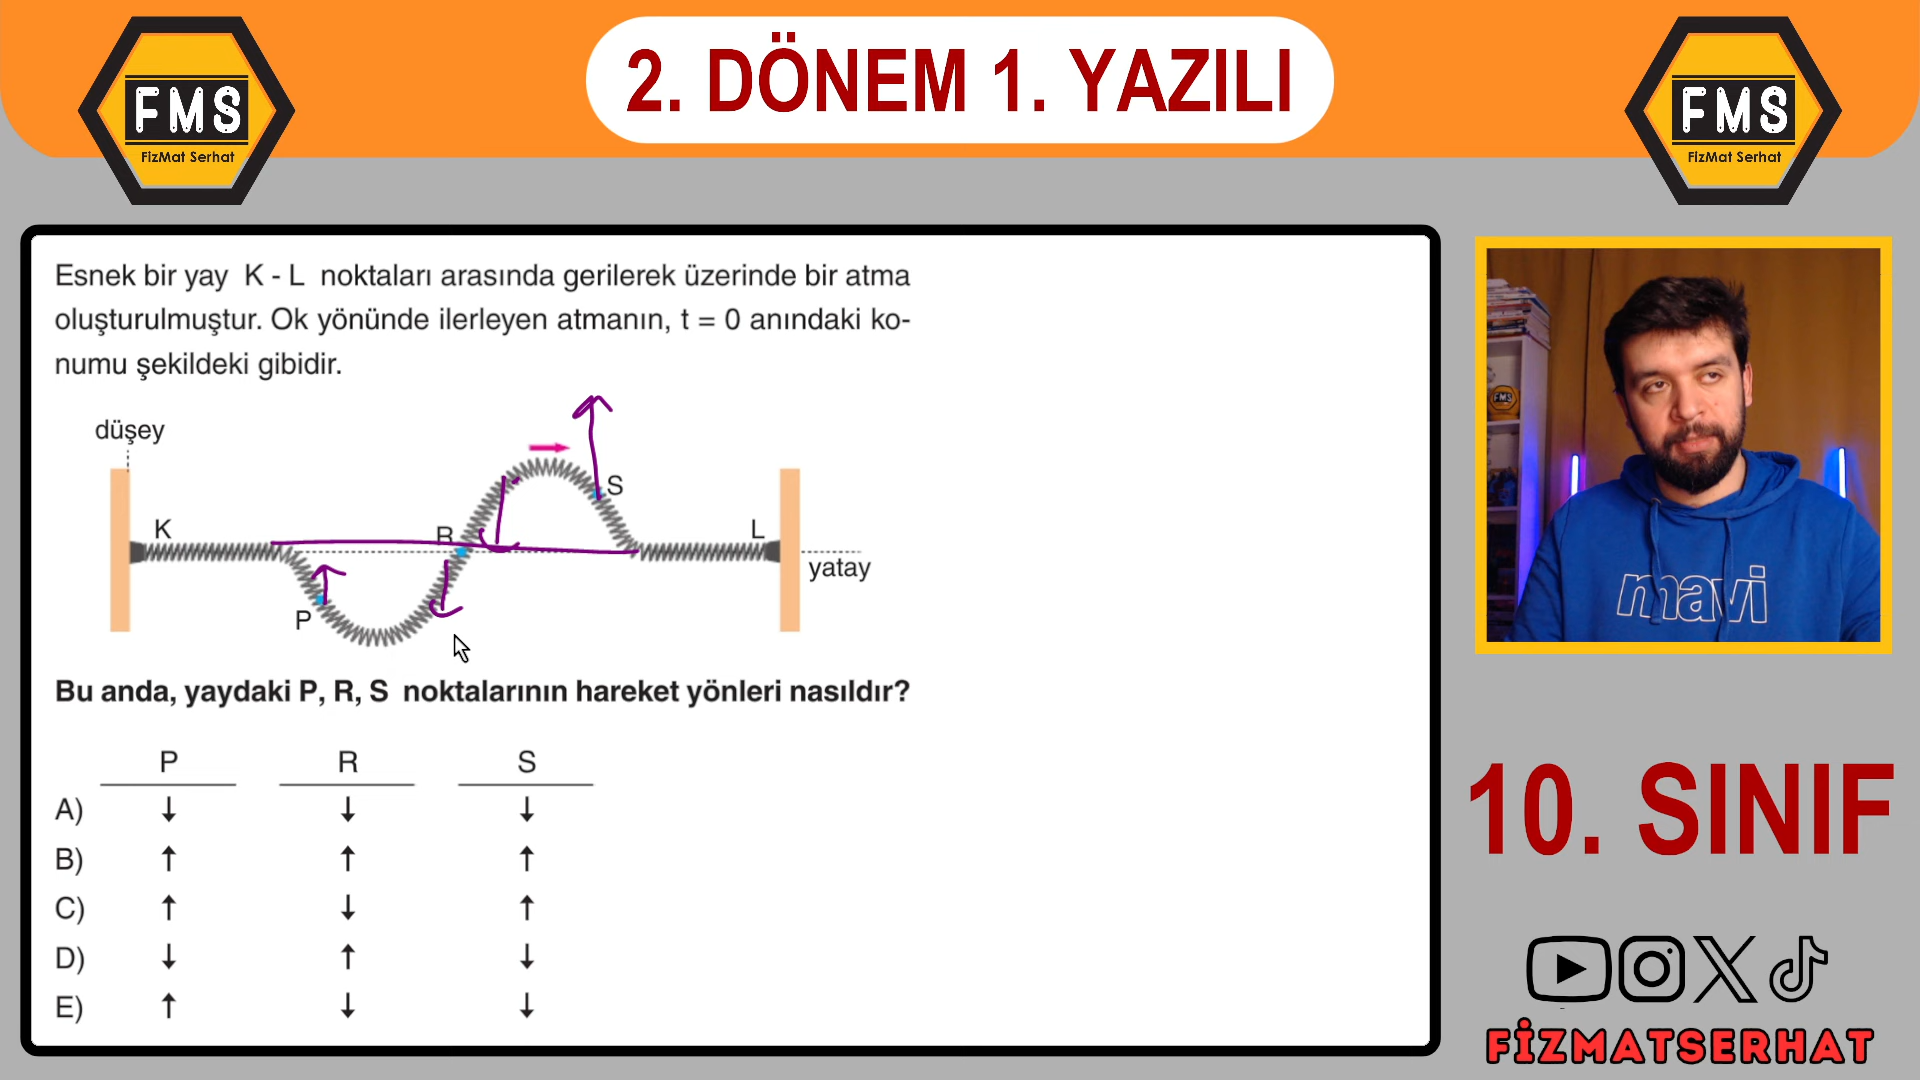 2. DÖNEM 1. YAZILI
FMS
FizMat Serhat
FMS
FizMat Serhat
Esnek bir yay K - L noktaları arasında gerilerek üzerinde bir atma
oluşturulmuştur. Ok yönünde ilerleyen atmanın, t = 0 anındaki ko-
numu şekildeki gibidir.
düşey
K
R
S
L
P
yatay
Bu anda, yaydaki P, R, S noktalarının hareket yönleri nasıldır?
P R S
A) ↓ ↓ ↓
B) ↑ ↑ ↑
C) ↑ ↓ ↑
D) ↓ ↑ ↓
E) ↑ ↓ ↓
FMS
mavi
10. SINIF
FİZMATSERHAT